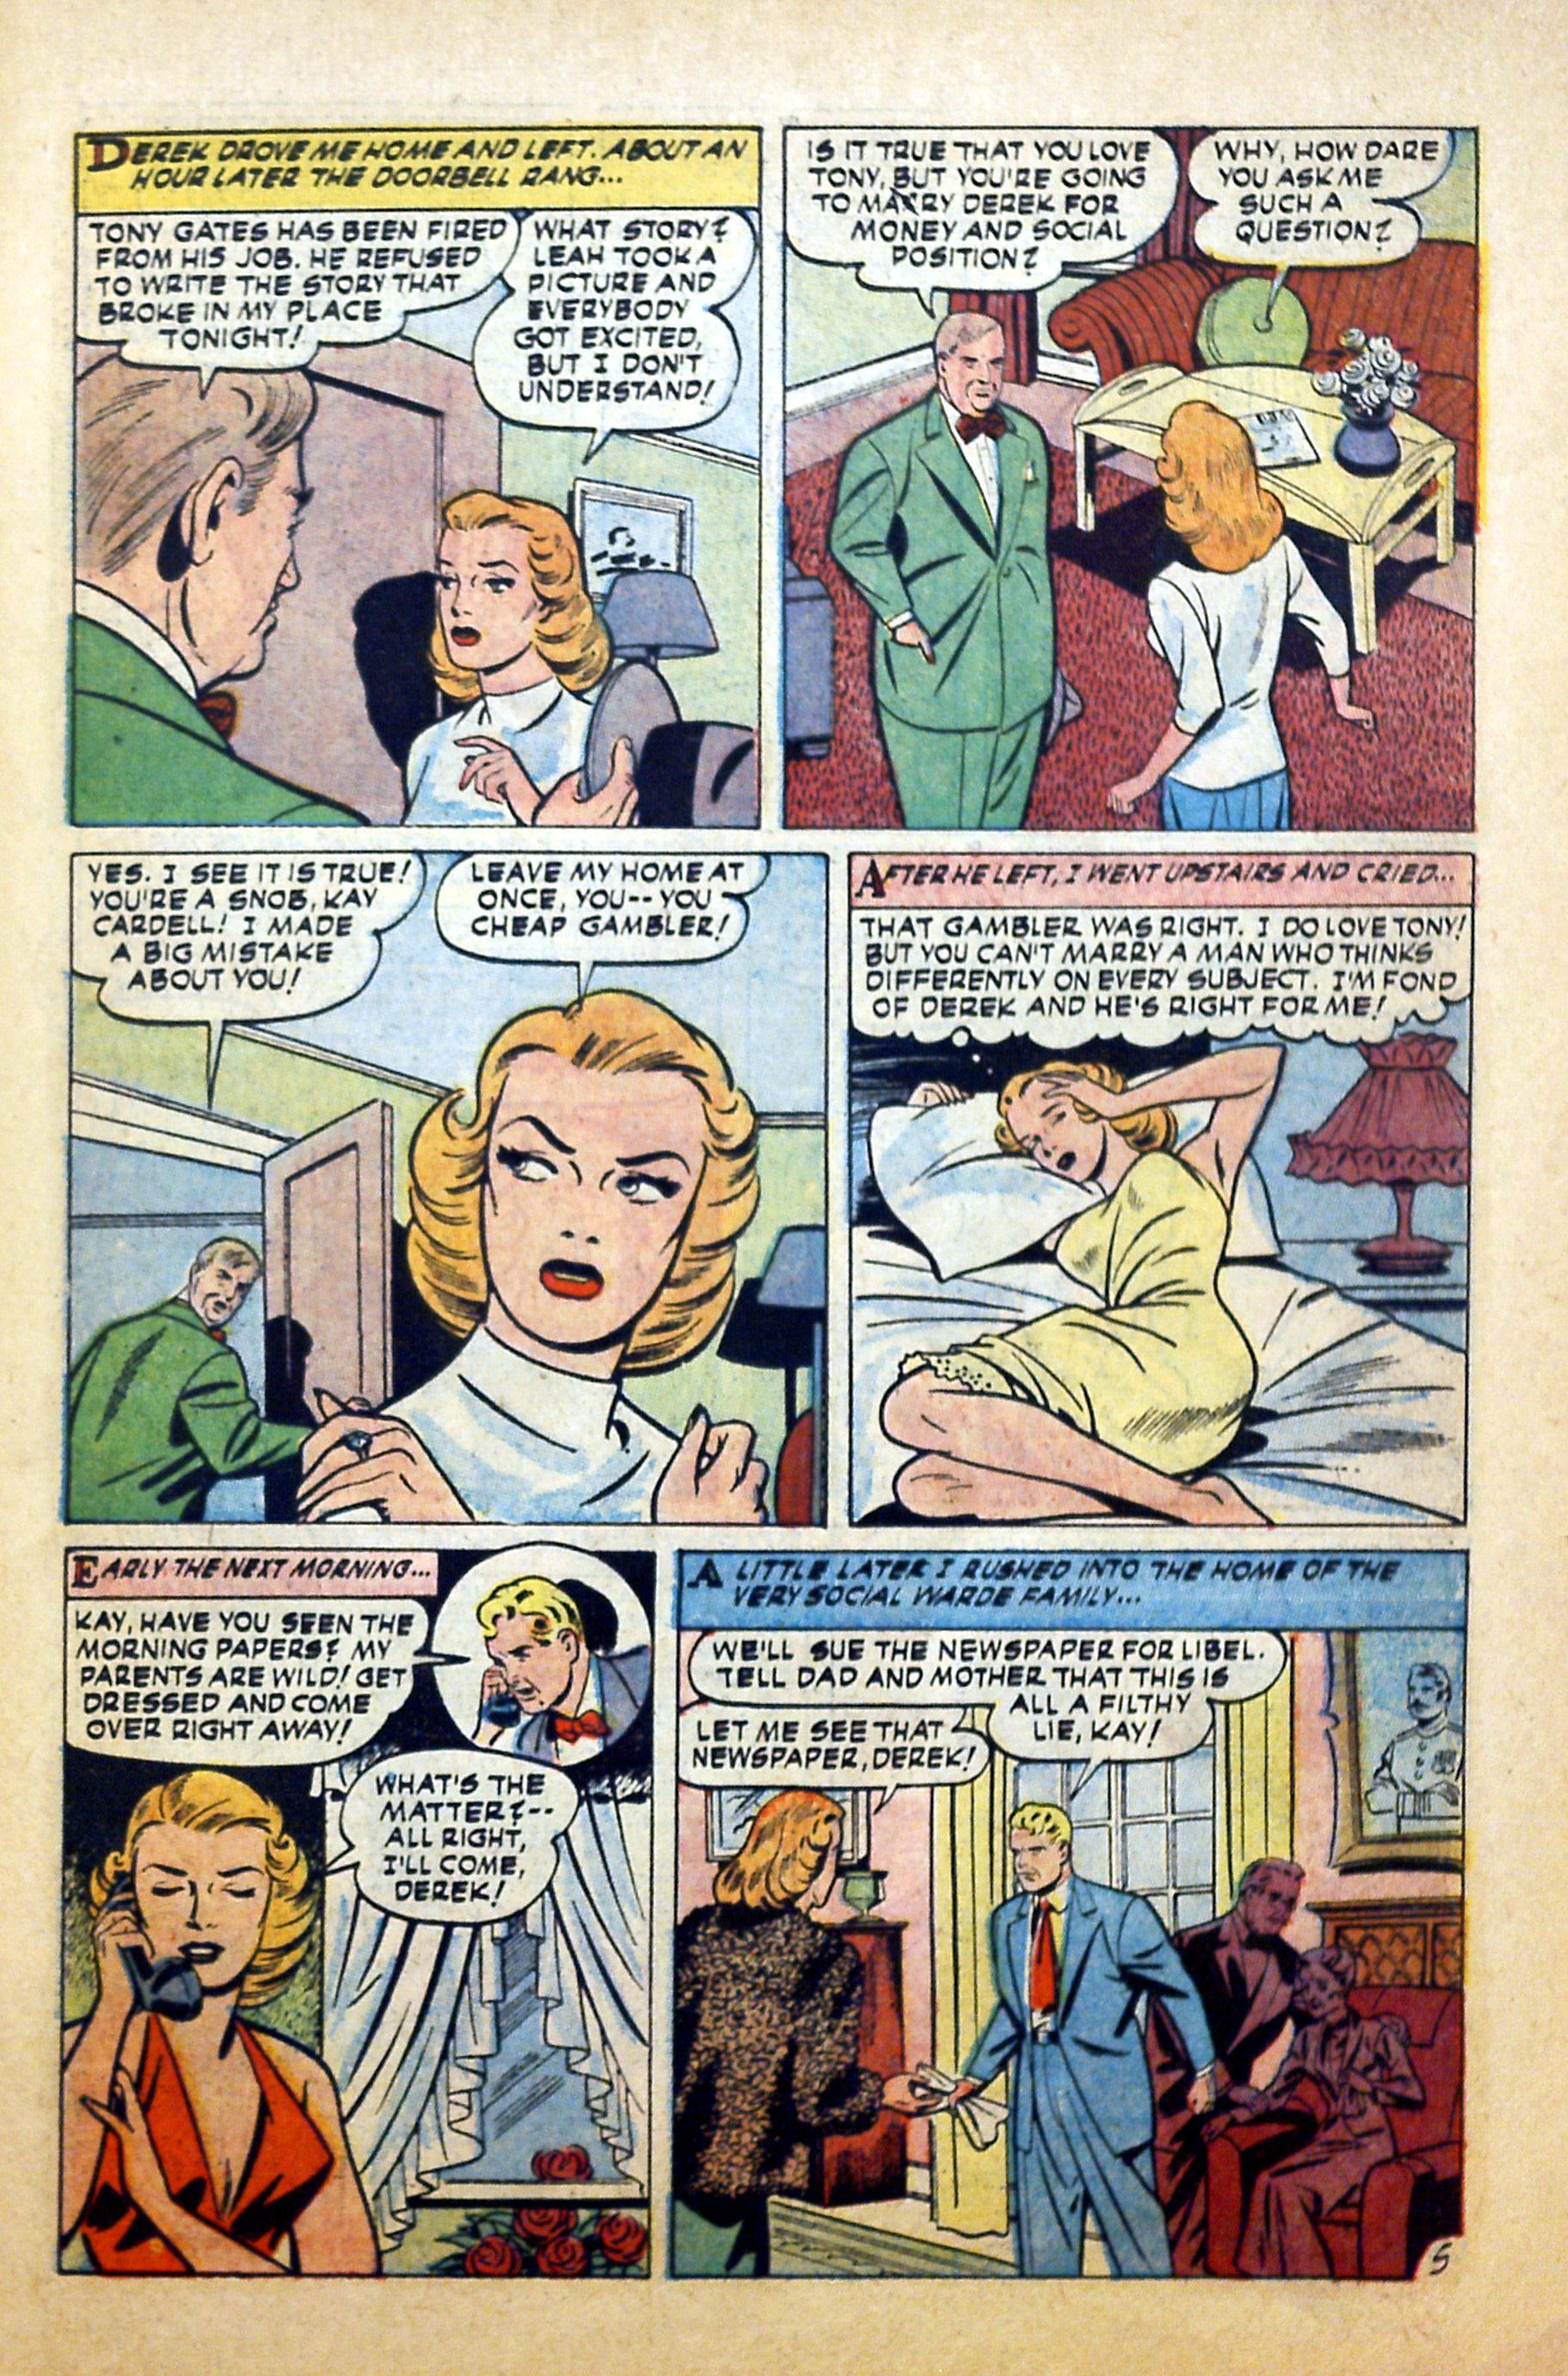 DEREK DROVE ME HOME AND LEFT. ABOUT AN
HOUR LATER THE DOORBELL RANG...
TONY GATES HAS BEEN FIRED
FROM HIS JOB. HE REFUSED
TO WRITE THE STORY THAT
BROKE IN MY PLACE
TONIGHT!
WHAT STORY?
LEAH TOOK A
PICTURE AND
EVERYBODY
GOT EXCITED,
BUT I DON'T
UNDERSTAND!
IS IT TRUE THAT YOU LOVE
TONY, BUT YOU'RE GOING
TO MARRY DEREK FOR
MONEY AND SOCIAL
POSITION?
WHY, HOW DARE
YOU ASK ME
SUCH A
QUESTION?
YES. I SEE IT IS TRUE!
YOU'RE A SNOB, KAY
CARDELL! I MADE
A BIG MISTAKE
ABOUT YOU!
LEAVE MY HOME AT
ONCE, YOU-- YOU
CHEAP GAMBLER!
AFTER HE LEFT, I WENT UPSTAIRS AND CRIED...
THAT GAMBLER WAS RIGHT. I DO LOVE TONY!
BUT YOU CAN'T MARRY A MAN WHO THINKS
DIFFERENTLY ON EVERY SUBJECT. I'M FOND
OF DEREK AND HE'S RIGHT FOR ME!
EARLY THE NEXT MORNING...
KAY, HAVE YOU SEEN THE
MORNING PAPERS? MY
PARENTS ARE WILD! GET
DRESSED AND COME
OVER RIGHT AWAY!
WHAT'S THE
MATTER?--
ALL RIGHT,
I'LL COME,
DEREK!
A LITTLE LATER I RUSHED INTO THE HOME OF THE
VERY SOCIAL WARDE FAMILY...
WE'LL SUE THE NEWSPAPER FOR LIBEL.
TELL DAD AND MOTHER THAT THIS IS
ALL A FILTHY
LIE, KAY!
LET ME SEE THAT
NEWSPAPER, DEREK!
5